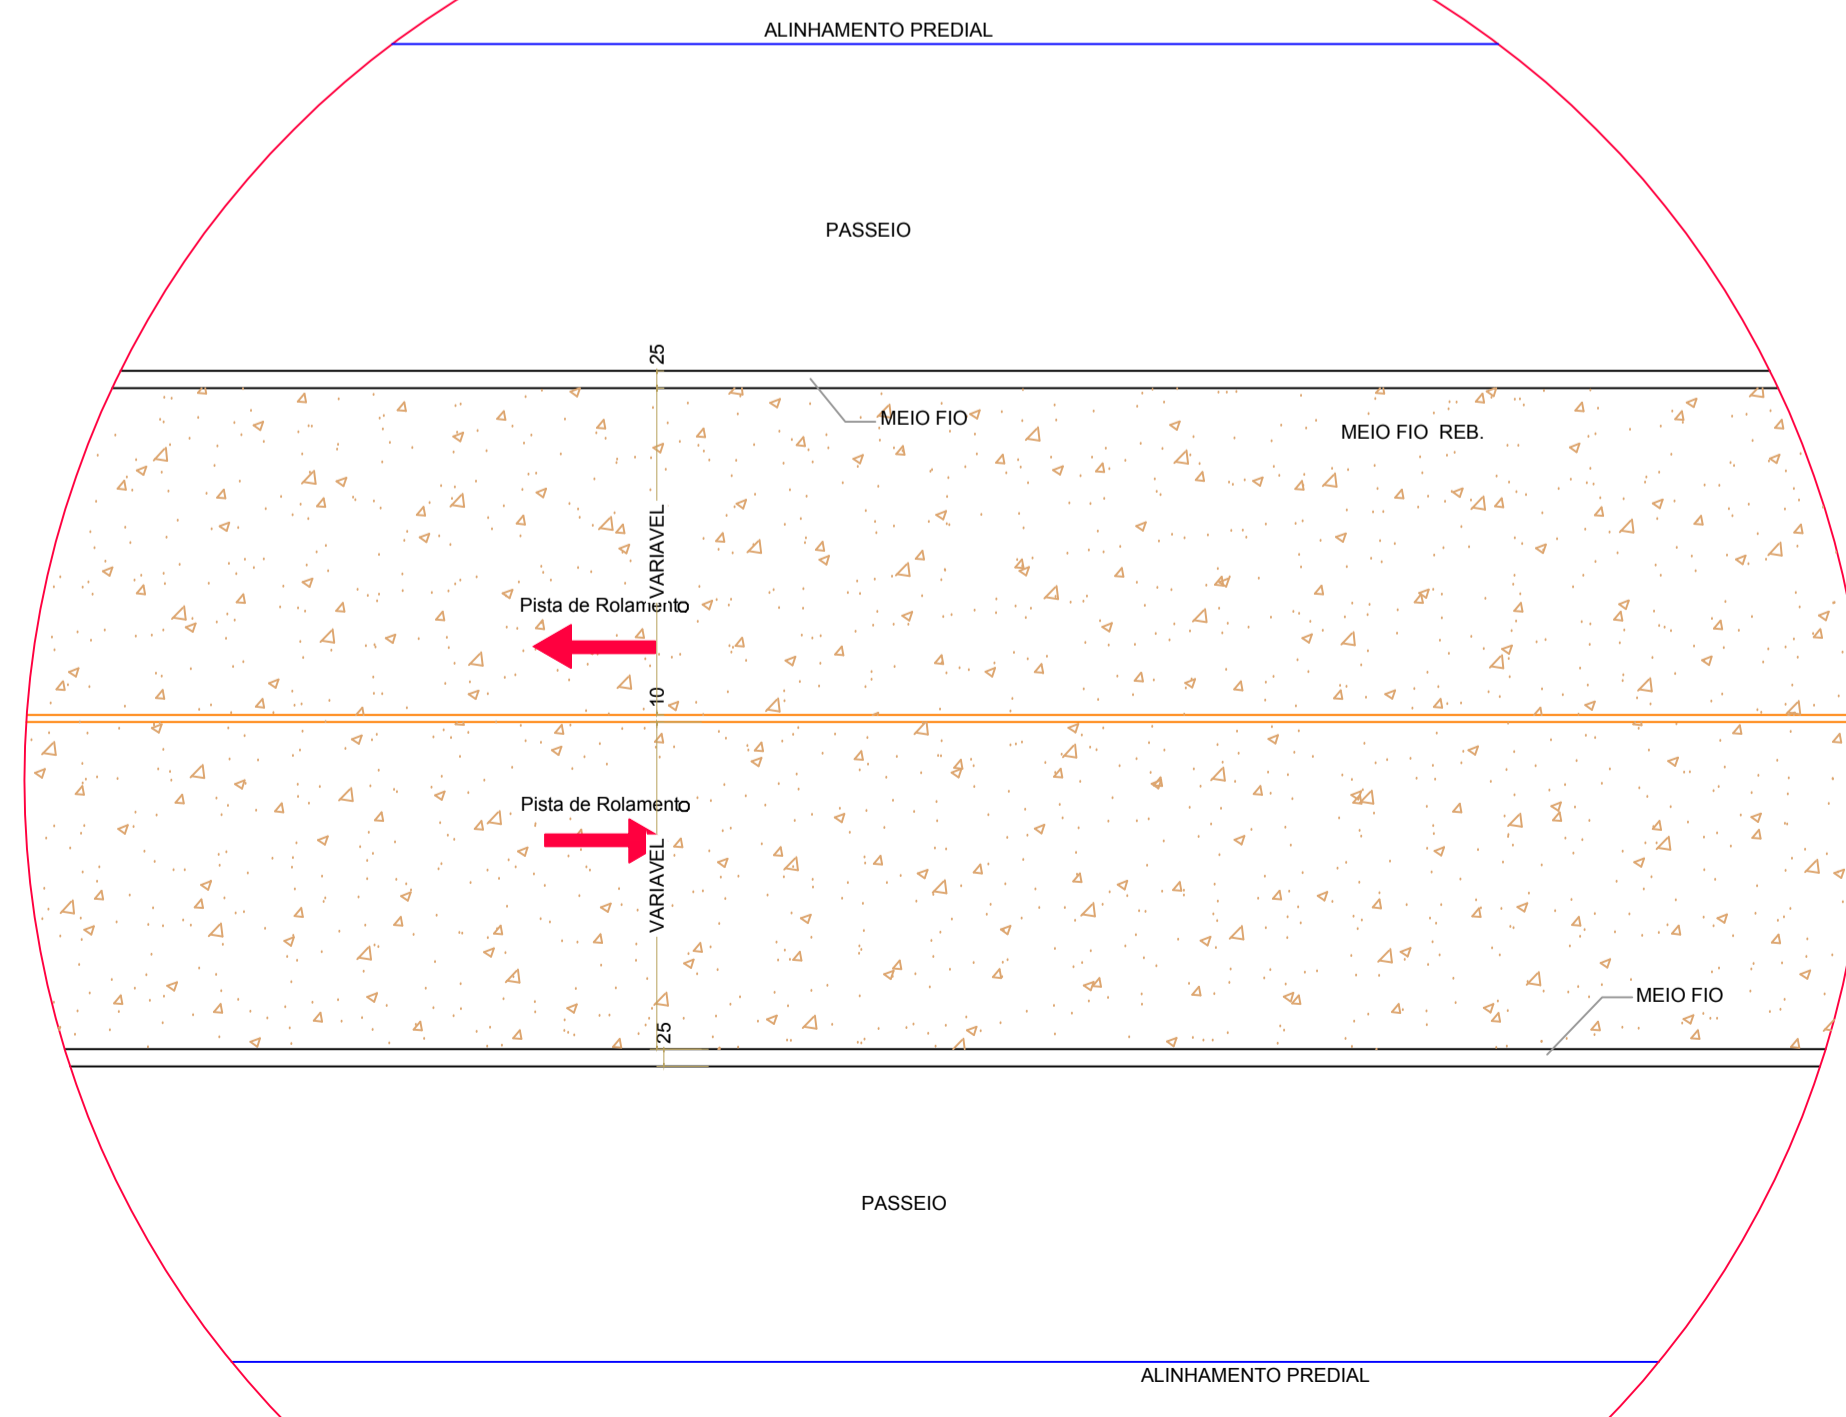 ALINHAMENTO PREDIAL
PASSEIO
25
MEIO FIO
MEIO FIO REB.
VARIAVEL
Pista de Rolamento
10
Pista de Rolamento
VARIAVEL
MEIO FIO
25
PASSEIO
ALINHAMENTO PREDIAL